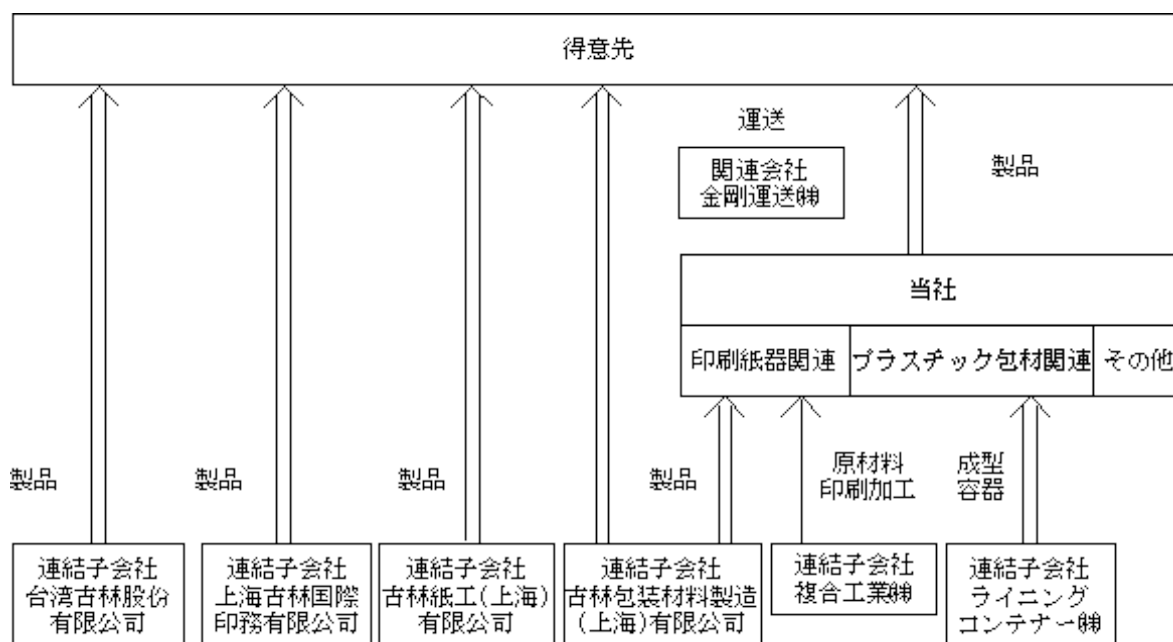 得意先
運送
関連会社
金剛運送㈱
製品
当社
印刷紙器関連
プラスチック包材関連
その他
製品
製品
製品
製品
原材料
印刷加工
成型
容器
連結子会社
台湾古林股份
有限公司
連結子会社
上海古林国際
印務有限公司
連結子会社
古林紙工(上海)
有限公司
連結子会社
古林包装材料製造
(上海)有限公司
連結子会社
複合工業㈱
連結子会社
ライニング
コンテナー㈱